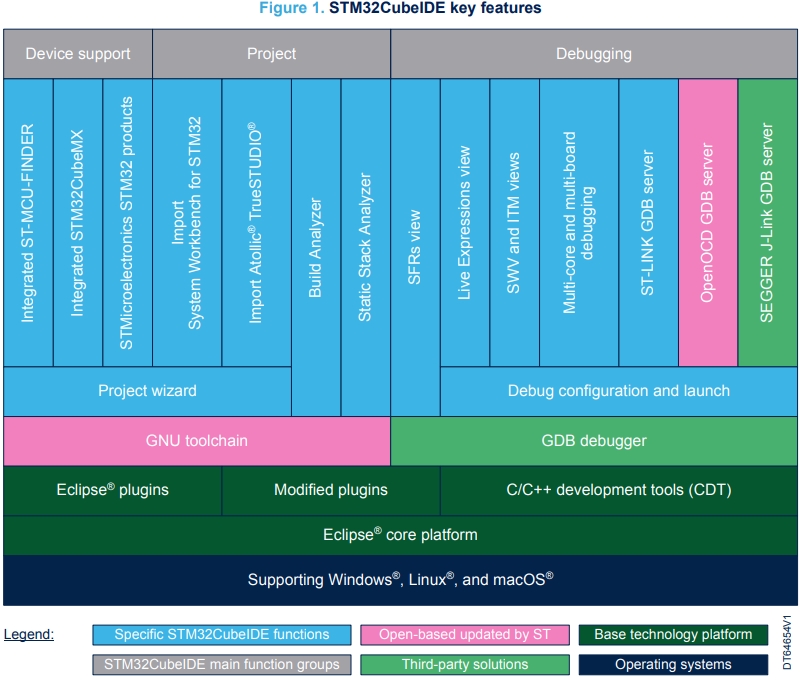 Figure 1. STM32CubeIDE key features
Device support
Project
Debugging
Integrated ST-MCU-FINDER
Integrated STM32CubeMX
STMicroelectronics STM32 products
Import
System Workbench for STM32
Import Atollic® TrueSTUDIO®
Build Analyzer
Static Stack Analyzer
SFRs view
Live Expressions view
SWV and ITM views
Multi-core and multi-board
debugging
ST-LINK GDB server
OpenOCD GDB server
SEGGER J-Link GDB server
Project wizard
Debug configuration and launch
GNU toolchain
GDB debugger
Eclipse® plugins
Modified plugins
C/C++ development tools (CDT)
Eclipse® core platform
Supporting Windows®, Linux®, and macOS®
Legend:
Specific STM32CubeIDE functions
Open-based updated by ST
Base technology platform
STM32CubeIDE main function groups
Third-party solutions
Operating systems
DT64654V1